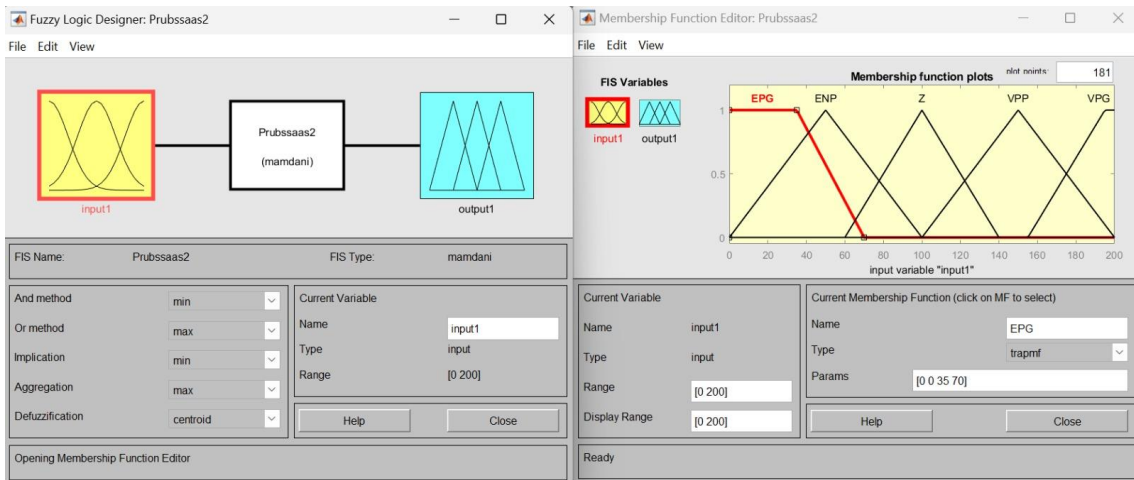 Fuzzy Logic Designer: Prubssaas2
File Edit View
Prubssaas2
(mamdani)
input1
output1
FIS Name: Prubssaas2 FIS Type: mamdani
And method min
Or method max
Implication min
Aggregation max
Defuzzification centroid
Current Variable
Name input1
Type input
Range [0 200]
Help Close
Opening Membership Function Editor
Membership Function Editor: Prubssaas2
File Edit View
FIS Variables
input1 output1
Membership function plots plot points: 181
EPG ENP Z VPP VPG
1
0.5
0
0 20 40 60 80 100 120 140 160 180 200
input variable "input1"
Current Variable
Name input1
Type input
Range [0 200]
Display Range [0 200]
Current Membership Function (click on MF to select)
Name EPG
Type trapmf
Params [0 0 35 70]
Help Close
Ready